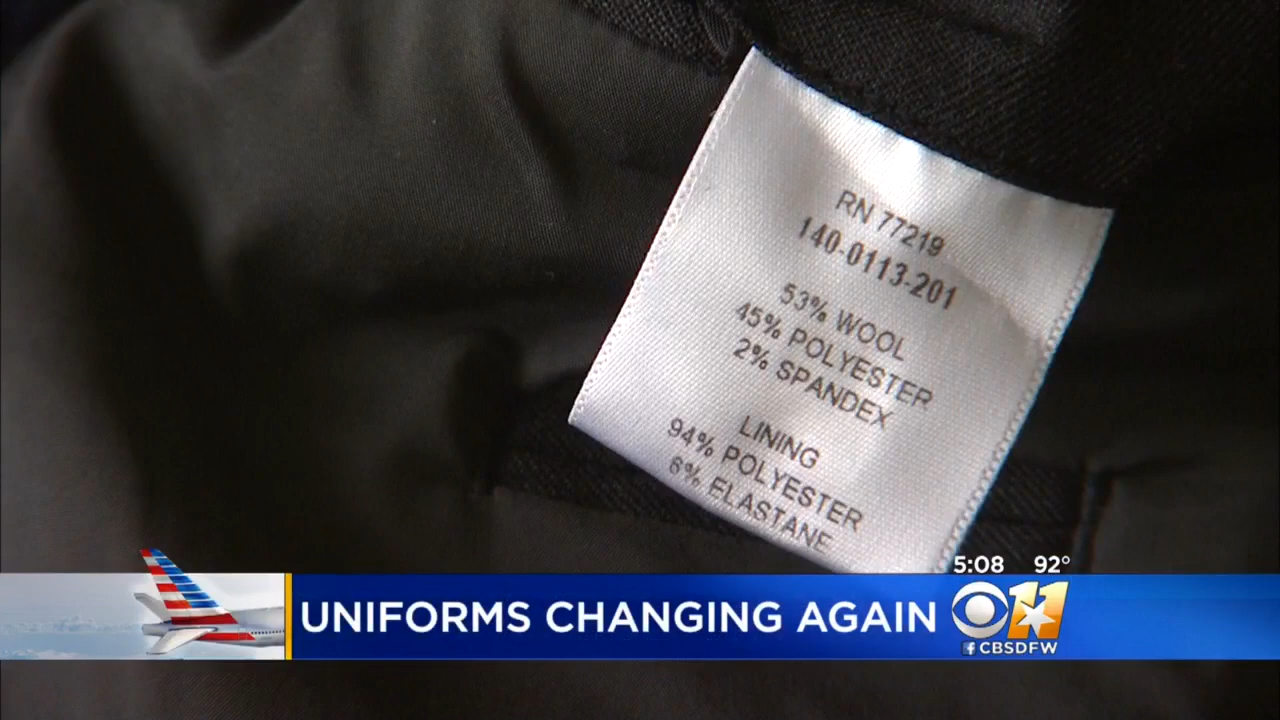 RN 77219
140-0113-201
53% WOOL
45% POLYESTER
2% SPANDEX
LINING
94% POLYESTER
6% ELASTANE
5:08 92°
UNIFORMS CHANGING AGAIN
CBS 11
f CBSDFW